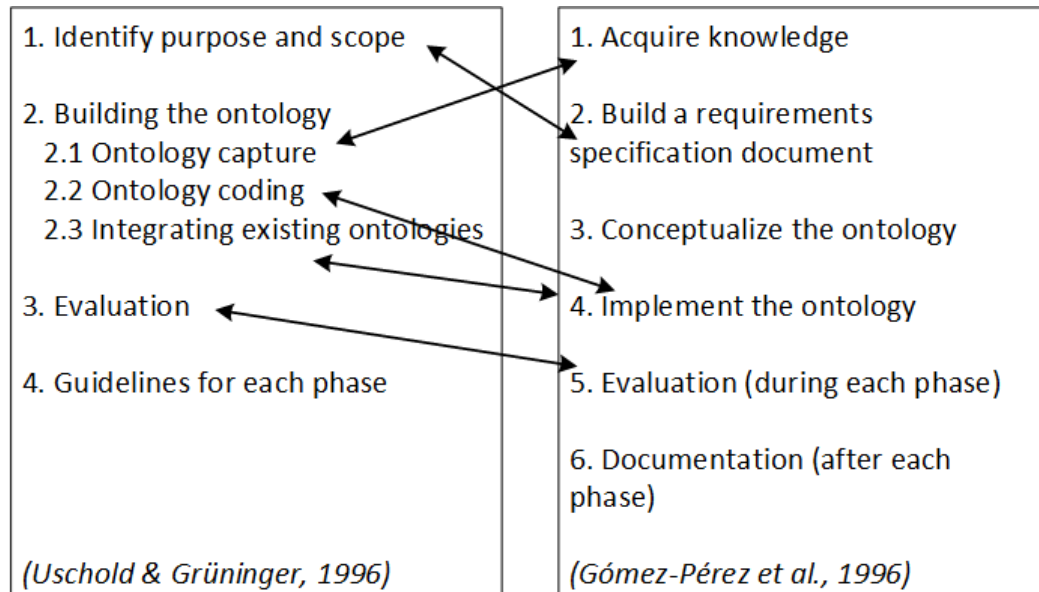 1. Identify purpose and scope
2. Building the ontology
2.1 Ontology capture
2.2 Ontology coding
2.3 Integrating existing ontologies
3. Evaluation
4. Guidelines for each phase
(Uschold & Grüninger, 1996)
1. Acquire knowledge
2. Build a requirements
specification document
3. Conceptualize the ontology
4. Implement the ontology
5. Evaluation (during each phase)
6. Documentation (after each
phase)
(Gómez-Pérez et al., 1996)